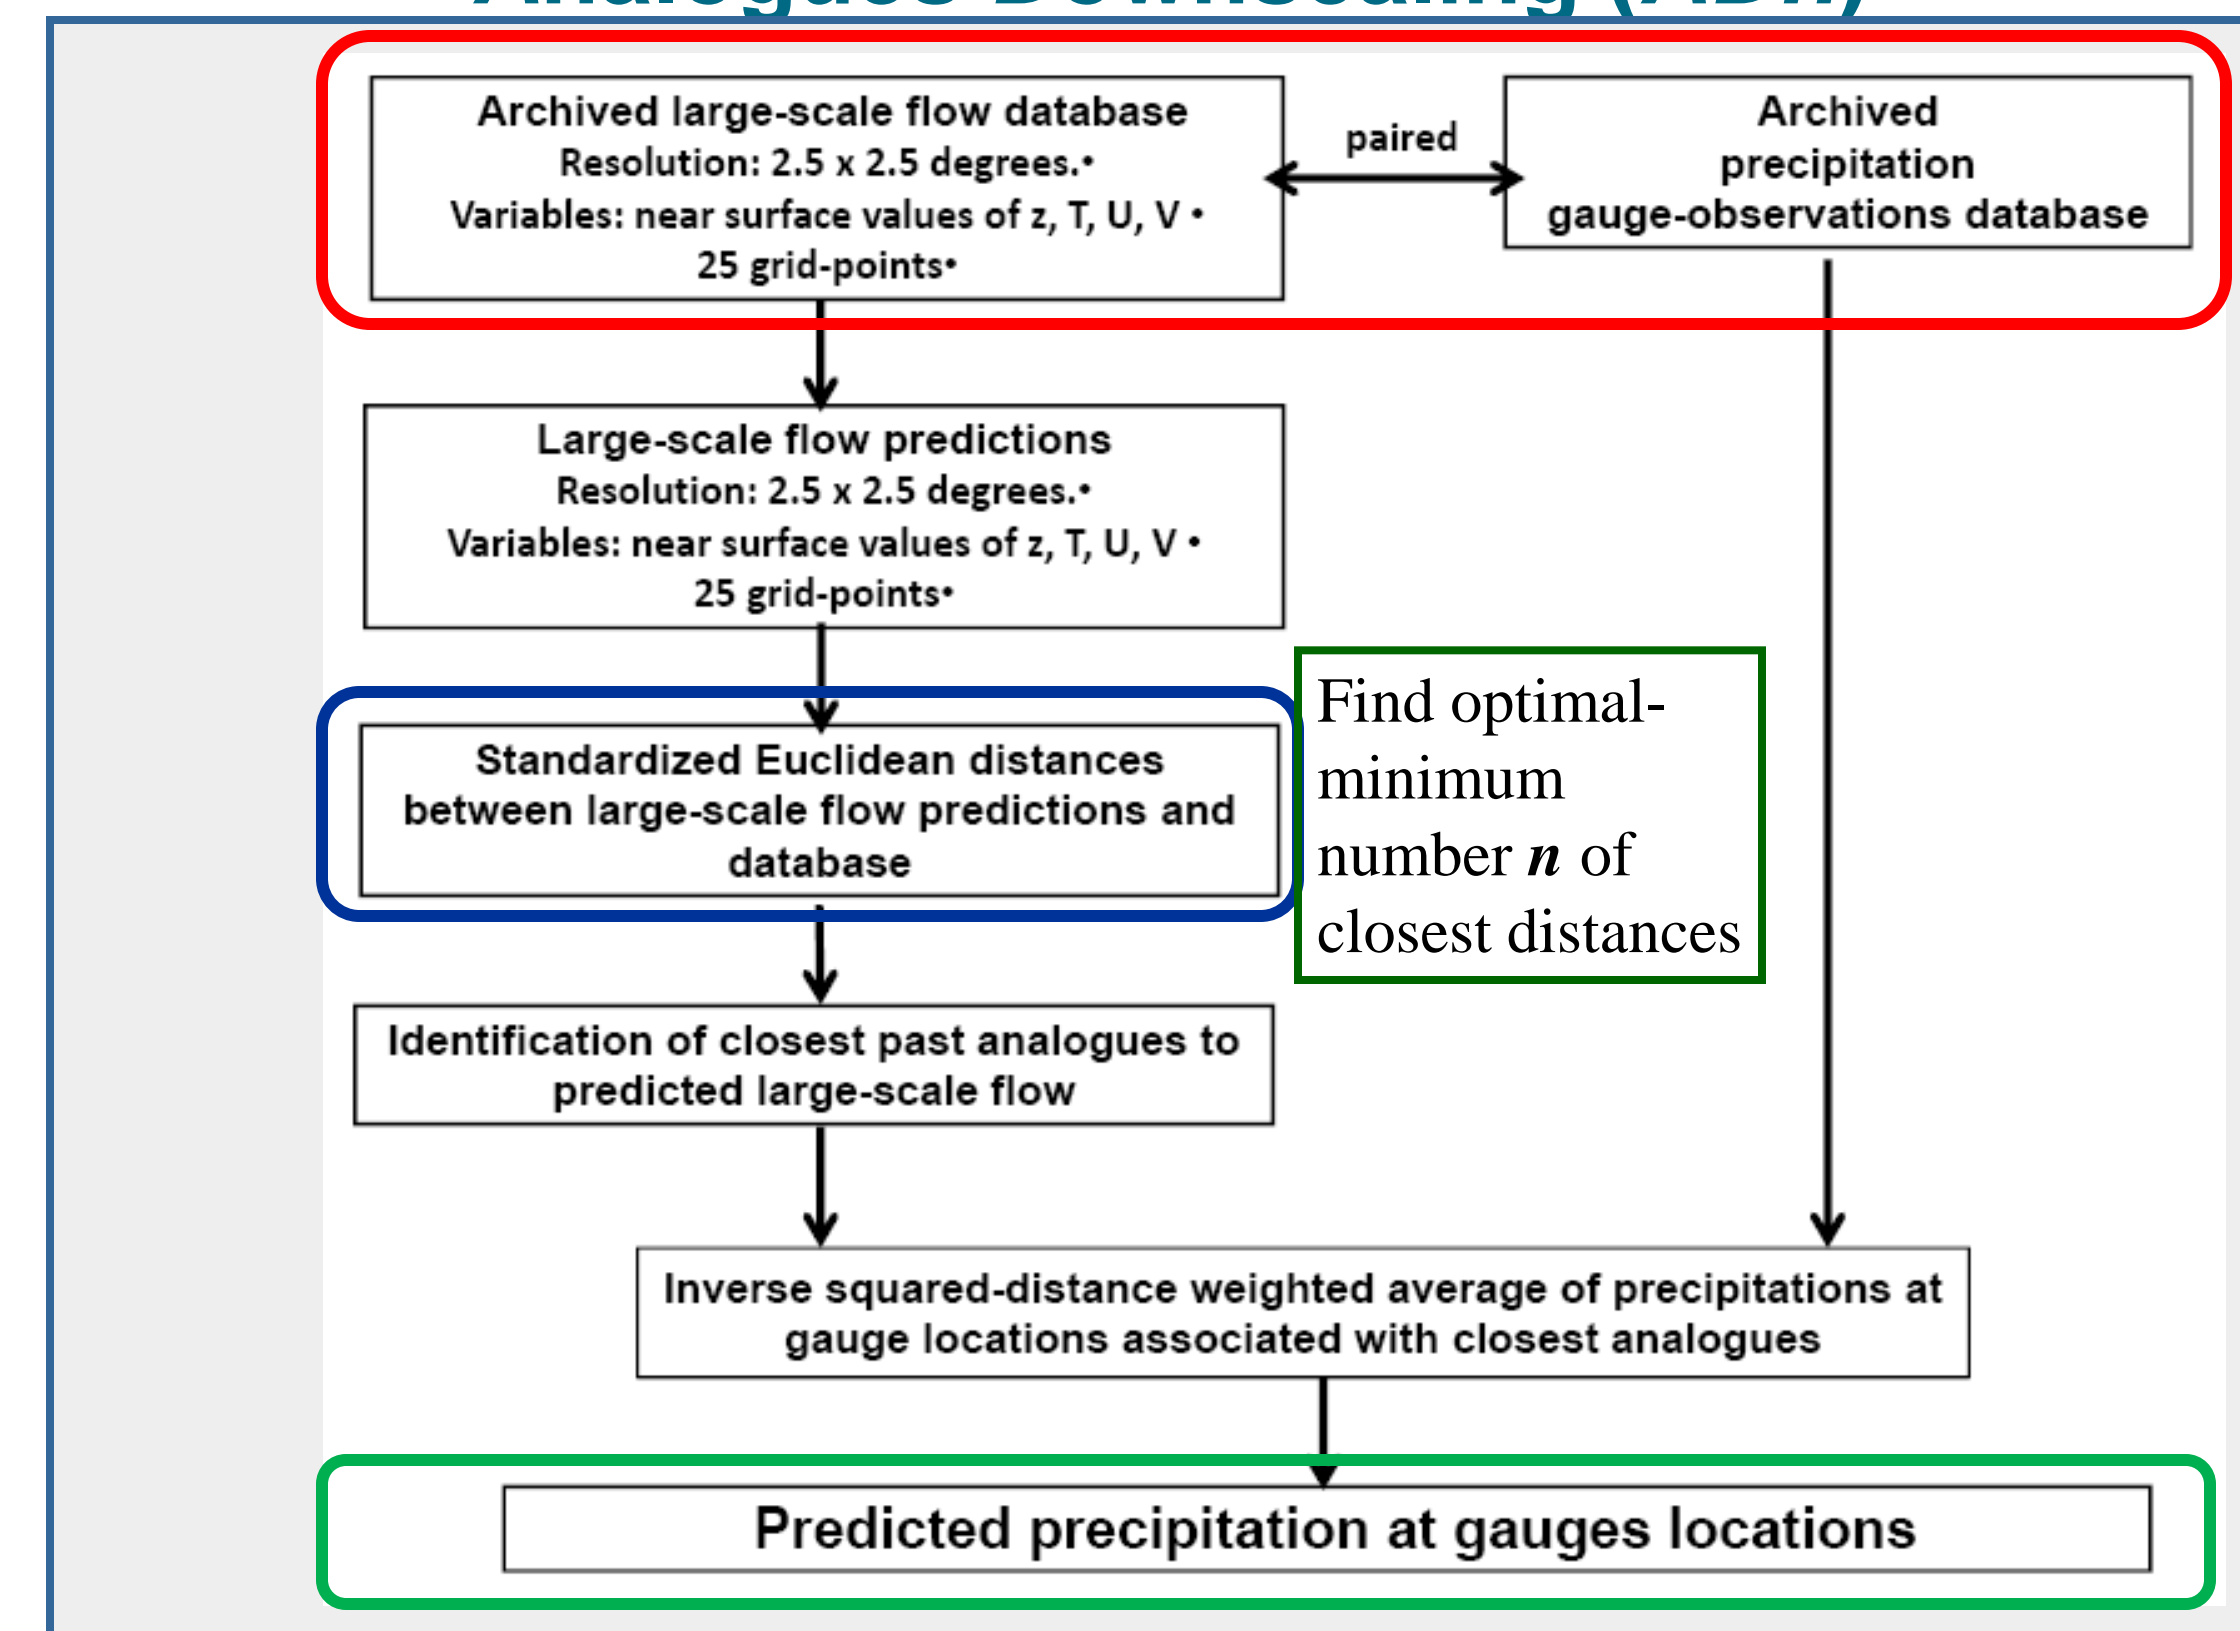 Analogues Downscaling (ADn)
Archived large-scale flow database
Resolution: 2.5 x 2.5 degrees.•
Variables: near surface values of z, T, U, V •
25 grid-points•
paired
Archived
precipitation
gauge-observations database
Large-scale flow predictions
Resolution: 2.5 x 2.5 degrees.•
Variables: near surface values of z, T, U, V •
25 grid-points•
Standardized Euclidean distances
between large-scale flow predictions and
database
Find optimal-
minimum
number n of
closest distances
Identification of closest past analogues to
predicted large-scale flow
Inverse squared-distance weighted average of precipitations at
gauge locations associated with closest analogues
Predicted precipitation at gauges locations